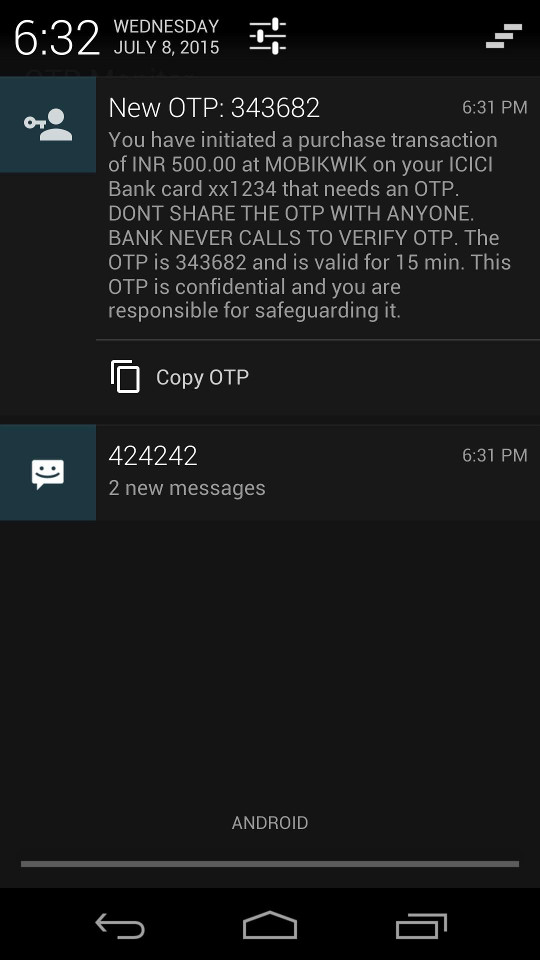 6:32 WEDNESDAY
JULY 8, 2015
New OTP: 343682 6:31 PM
You have initiated a purchase transaction
of INR 500.00 at MOBIKWIK on your ICICI
Bank card xx1234 that needs an OTP.
DONT SHARE THE OTP WITH ANYONE.
BANK NEVER CALLS TO VERIFY OTP. The
OTP is 343682 and is valid for 15 min. This
OTP is confidential and you are
responsible for safeguarding it.
Copy OTP
424242 6:31 PM
2 new messages
ANDROID